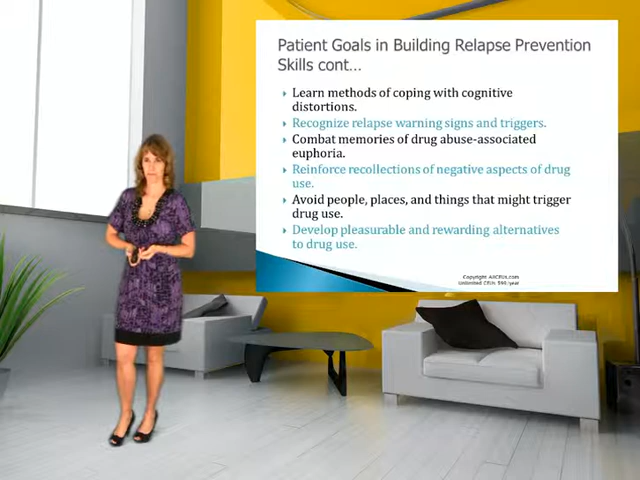 Patient Goals in Building Relapse Prevention
Skills cont…
Learn methods of coping with cognitive
distortions.
Recognize relapse warning signs and triggers.
Combat memories of drug abuse-associated
euphoria.
Reinforce recollections of negative aspects of drug
use.
Avoid people, places, and things that might trigger
drug use.
Develop pleasurable and rewarding alternatives
to drug use.
Copyright AllCEUs.com
Unlimited CEUs $99/year